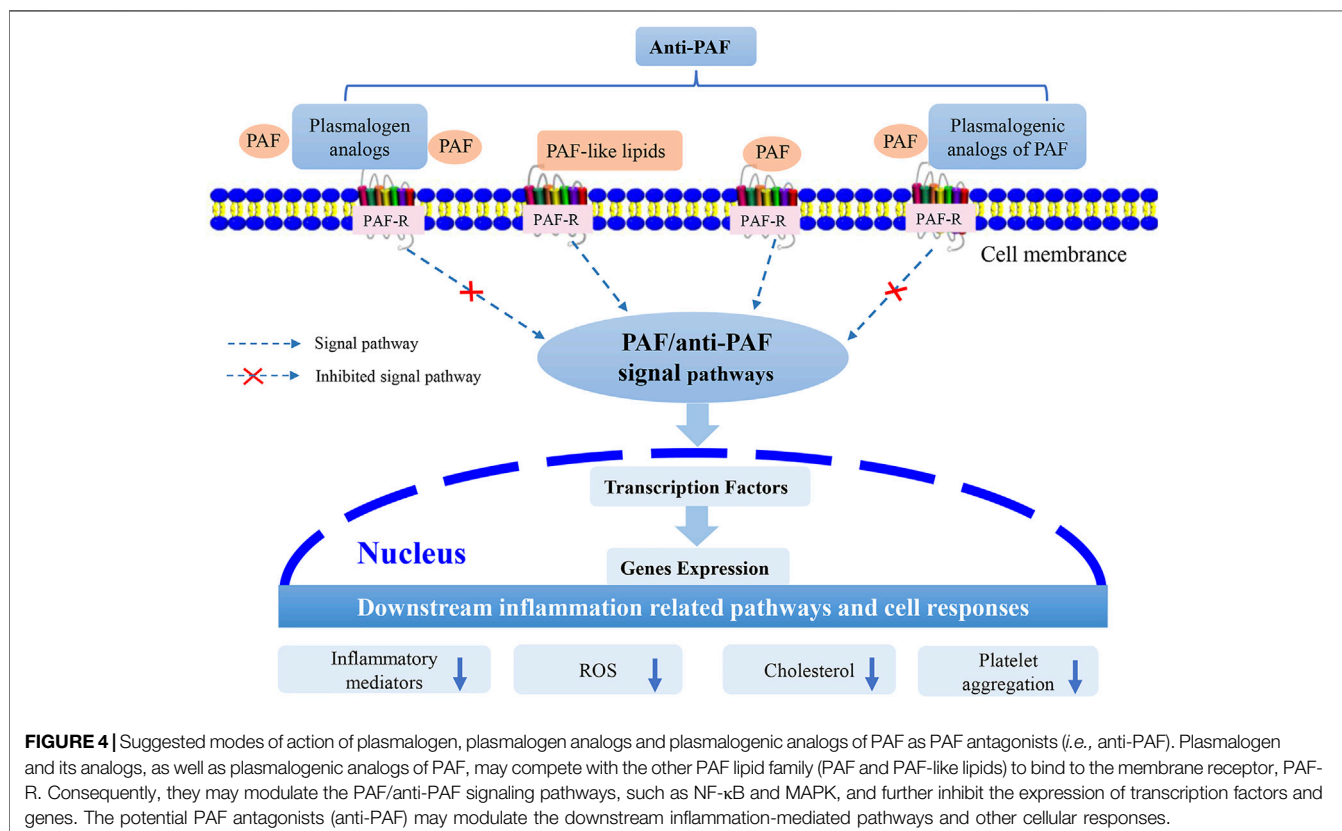 Anti-PAF
PAF
Plasmalogen
analogs
PAF
PAF-like lipids
PAF
PAF
Plasmalogenic
analogs of PAF
PAF-R
PAF-R
PAF-R
PAF-R
Cell membrance
Signal pathway
Inhibited signal pathway
PAF/anti-PAF
signal pathways
Transcription Factors
Nucleus
Genes Expression
Downstream inflammation related pathways and cell responses
Inflammatory
mediators
ROS
Cholesterol
Platelet
aggregation
FIGURE 4 | Suggested modes of action of plasmalogen, plasmalogen analogs and plasmalogenic analogs of PAF as PAF antagonists (i.e., anti-PAF). Plasmalogen
and its analogs, as well as plasmalogenic analogs of PAF, may compete with the other PAF lipid family (PAF and PAF-like lipids) to bind to the membrane receptor, PAF-
R. Consequently, they may modulate the PAF/anti-PAF signaling pathways, such as NF-κB and MAPK, and further inhibit the expression of transcription factors and
genes. The potential PAF antagonists (anti-PAF) may modulate the downstream inflammation-mediated pathways and other cellular responses.